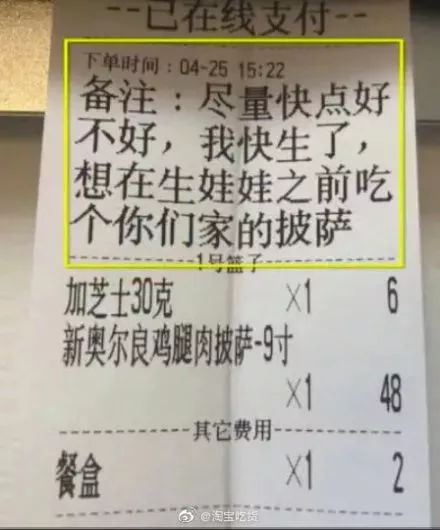 --已在线支付--
下单时间：04-25 15:22
备注：尽量快点好
不好，我快生了，
想在生娃娃之前吃
个你们家的披萨
1号篮子
加芝士30克 X1 6
新奥尔良鸡腿肉披萨-9寸
X1 48
其它费用
餐盒 X1 2
@淘宝吃货